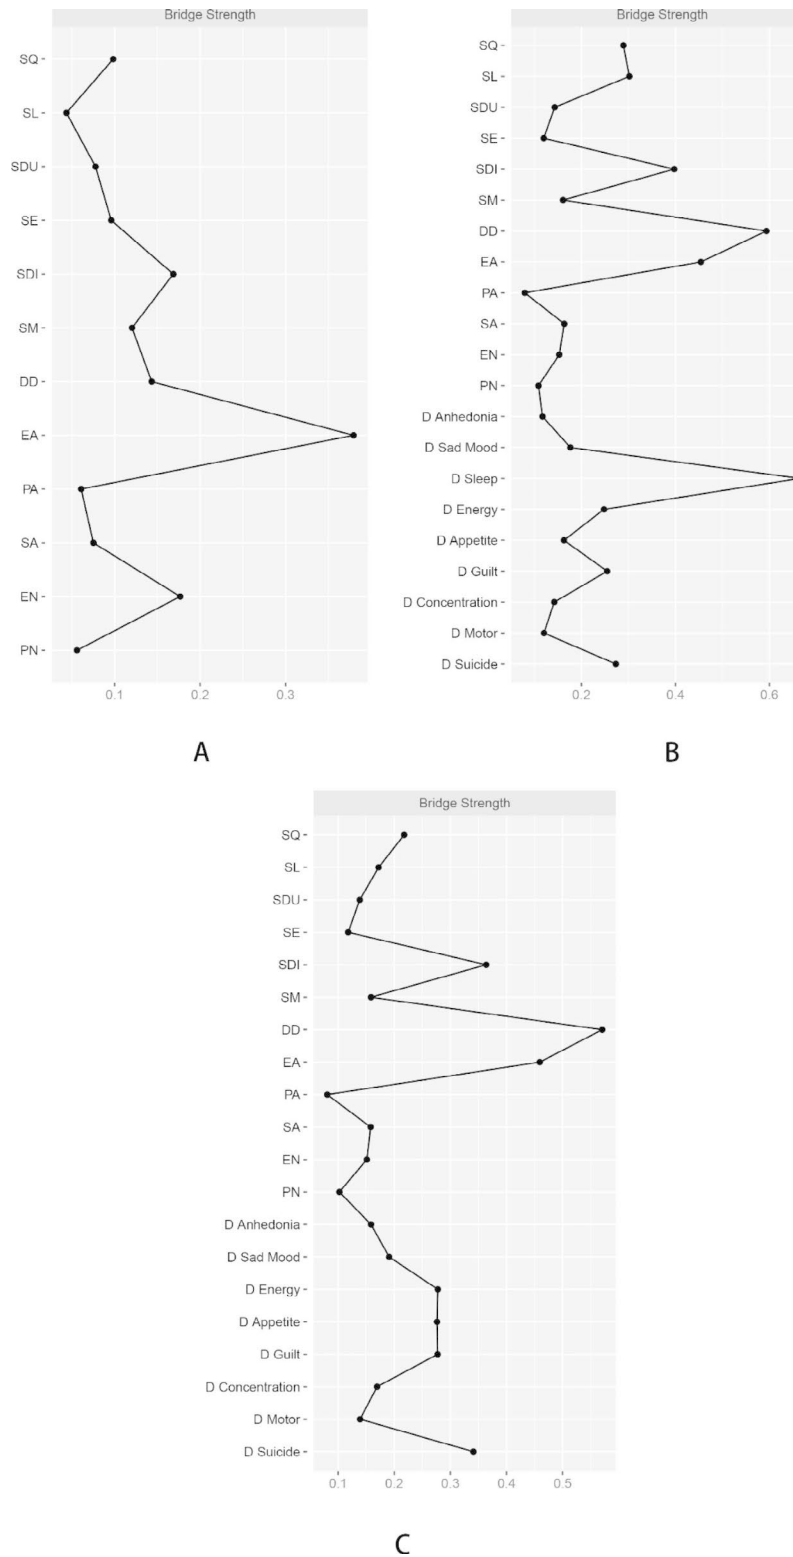 Bridge Strength
SQ
SL
SDU
SE
SDI
SM
DD
EA
PA
SA
EN
PN
0.1 0.2 0.3
A
Bridge Strength
SQ
SL
SDU
SE
SDI
SM
DD
EA
PA
SA
EN
PN
D Anhedonia
D Sad Mood
D Sleep
D Energy
D Appetite
D Guilt
D Concentration
D Motor
D Suicide
0.2 0.4 0.6
B
Bridge Strength
SQ
SL
SDU
SE
SDI
SM
DD
EA
PA
SA
EN
PN
D Anhedonia
D Sad Mood
D Energy
D Appetite
D Guilt
D Concentration
D Motor
D Suicide
0.1 0.2 0.3 0.4 0.5
C